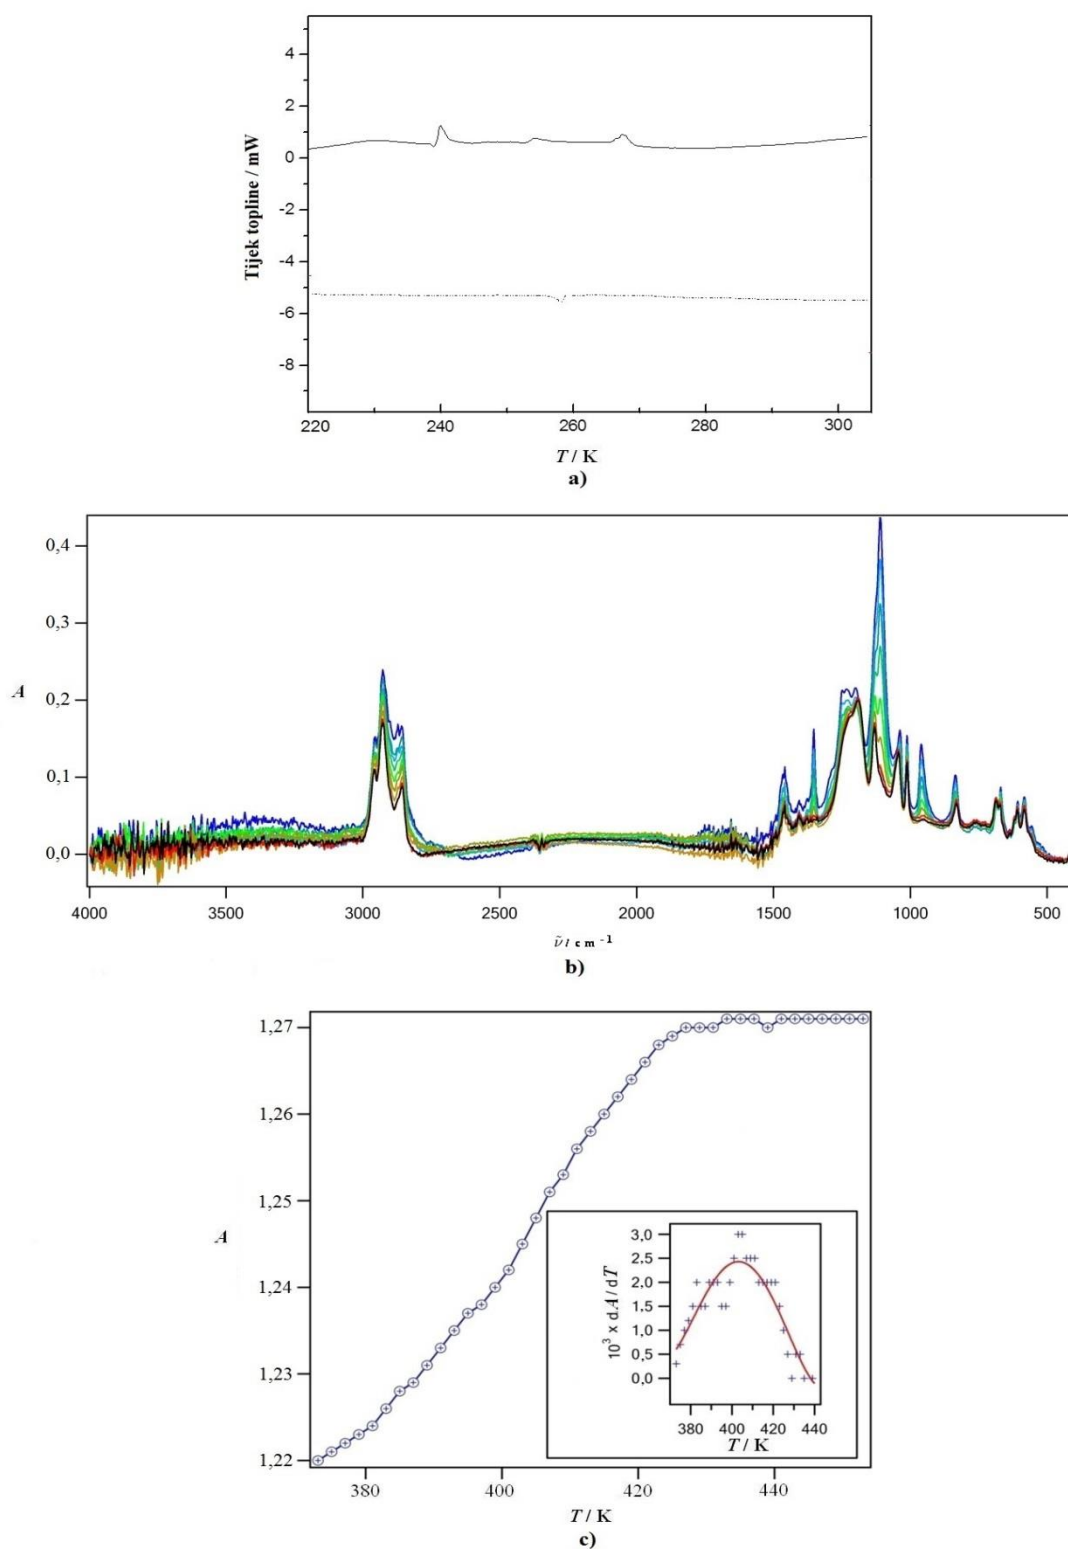 4
2
0
-2
-4
-6
-8
Tijek topline / mW
220 240 260 280 300
T / K
a)
0,4
0,3
0,2
0,1
0,0
A
4000 3500 3000 2500 2000 1500 1000 500
ν̃ / cm⁻¹
b)
1,27
1,26
1,25
1,24
1,23
1,22
A
3,0
2,5
2,0
1,5
1,0
0,5
0,0
10³ x dA/dT
380 400 420 440
T / K
380 400 420 440
T / K
c)